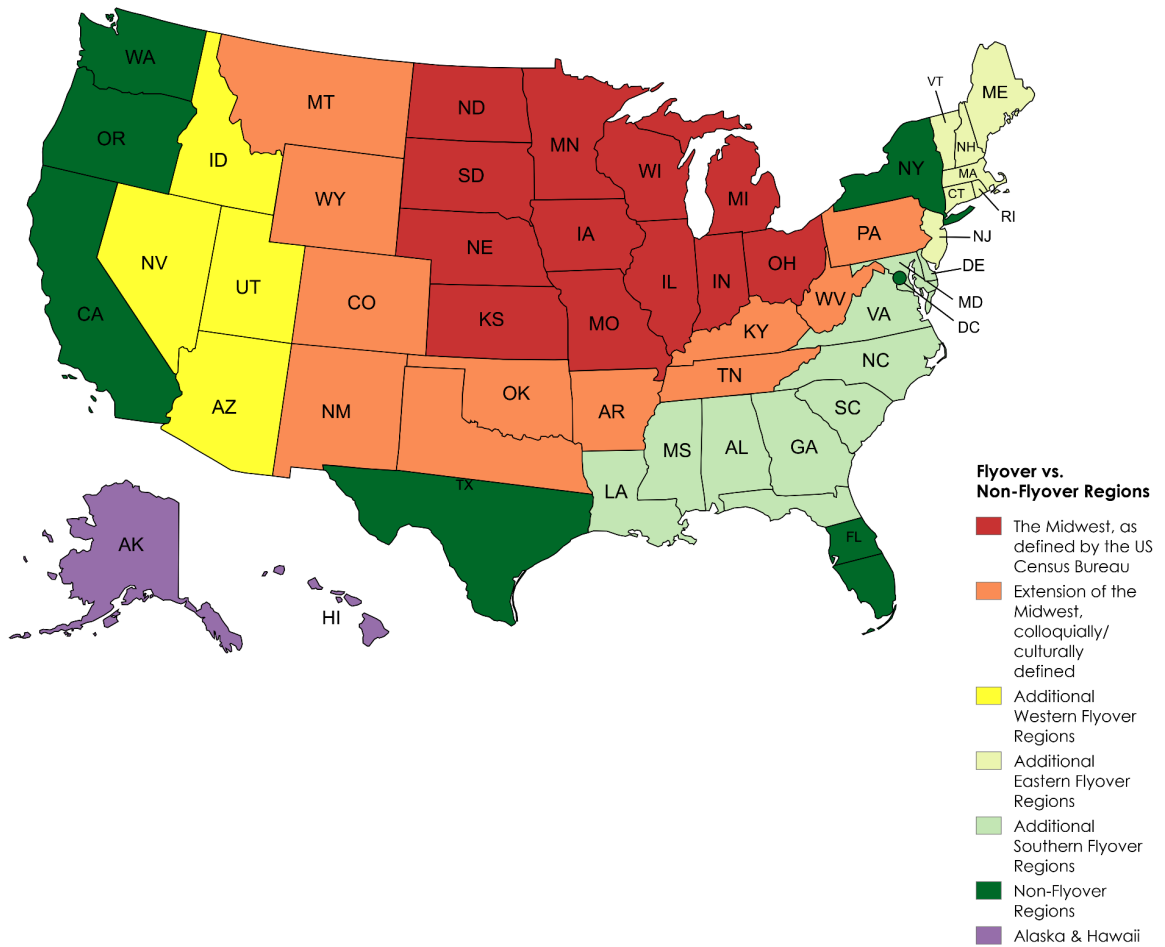 WA
OR
CA
ID
NV
UT
AZ
MT
WY
CO
NM
ND
SD
NE
KS
OK
TX
MN
IA
MO
AR
LA
WI
IL
MI
IN
OH
KY
TN
MS
AL
GA
FL
SC
NC
VA
WV
PA
NY
VT
NH
ME
MA
CT
RI
NJ
DE
MD
DC
AK
HI
Flyover vs.
Non-Flyover Regions
The Midwest, as
defined by the US
Census Bureau
Extension of the
Midwest,
colloquially/
culturally
defined
Additional
Western Flyover
Regions
Additional
Eastern Flyover
Regions
Additional
Southern Flyover
Regions
Non-Flyover
Regions
Alaska & Hawaii